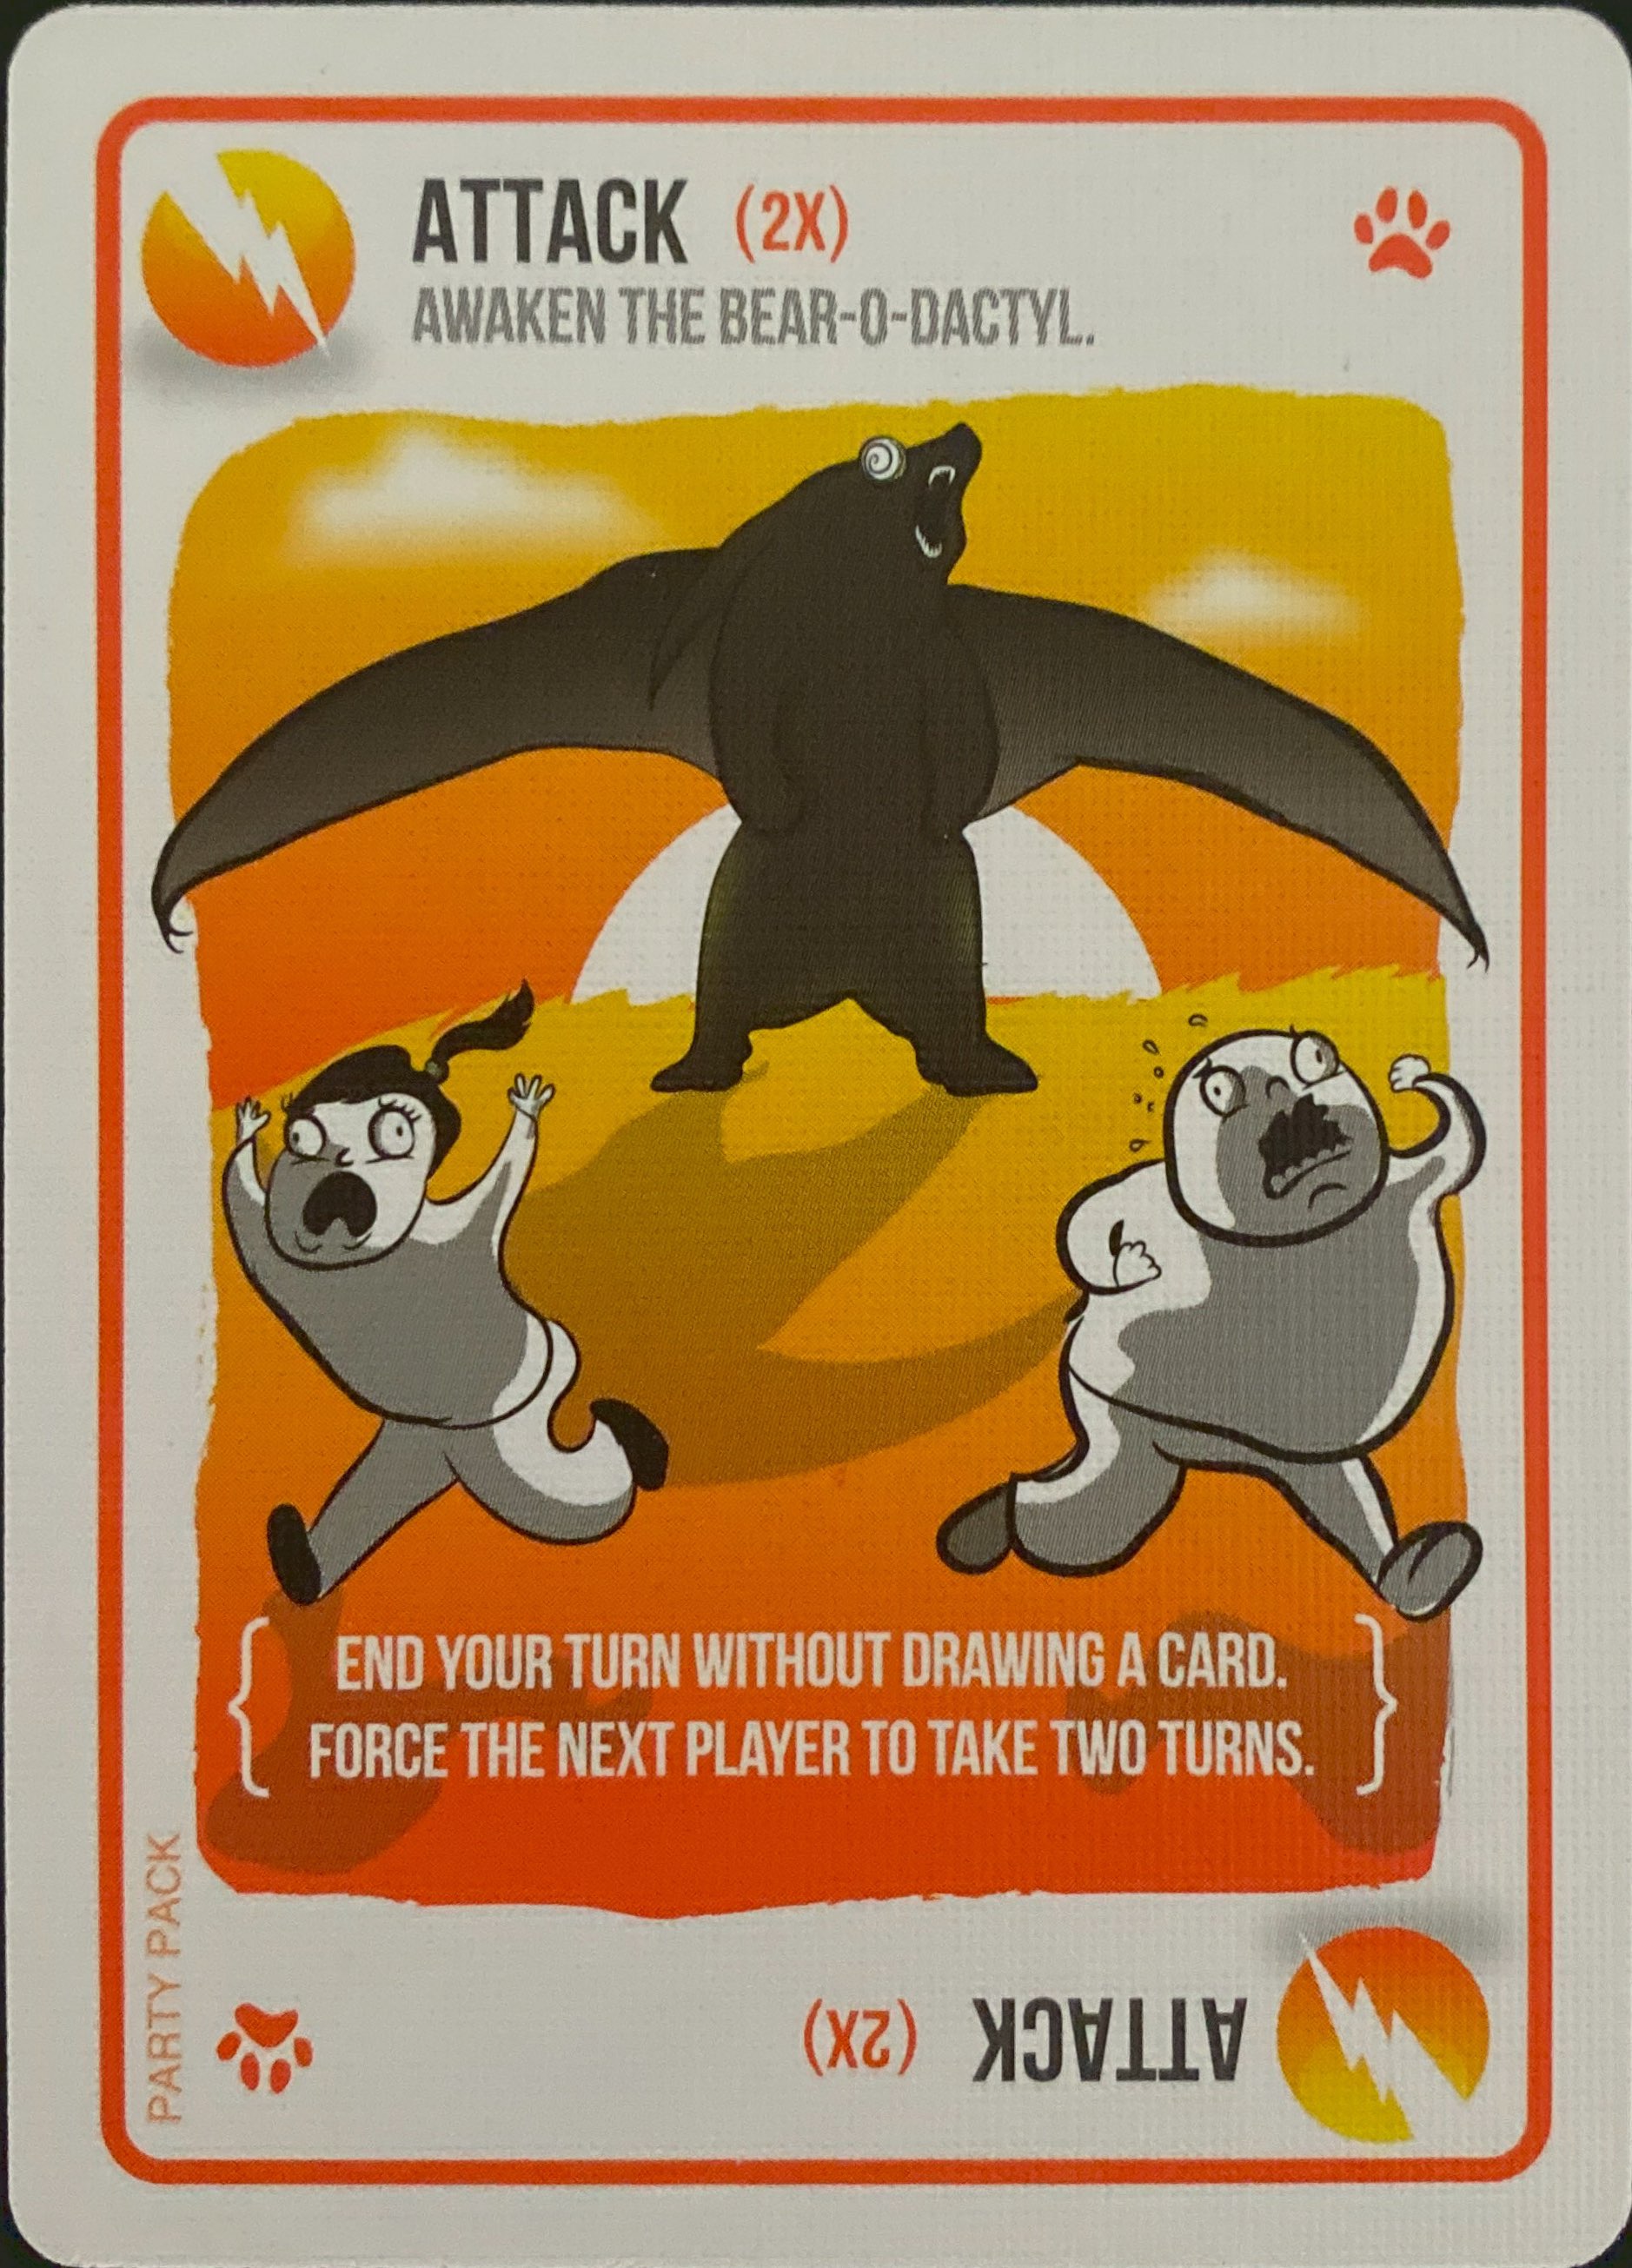 ATTACK (2X)
AWAKEN THE BEAR-O-DACTYL.
END YOUR TURN WITHOUT DRAWING A CARD.
FORCE THE NEXT PLAYER TO TAKE TWO TURNS.
PARTY PACK
ATTACK (2X)